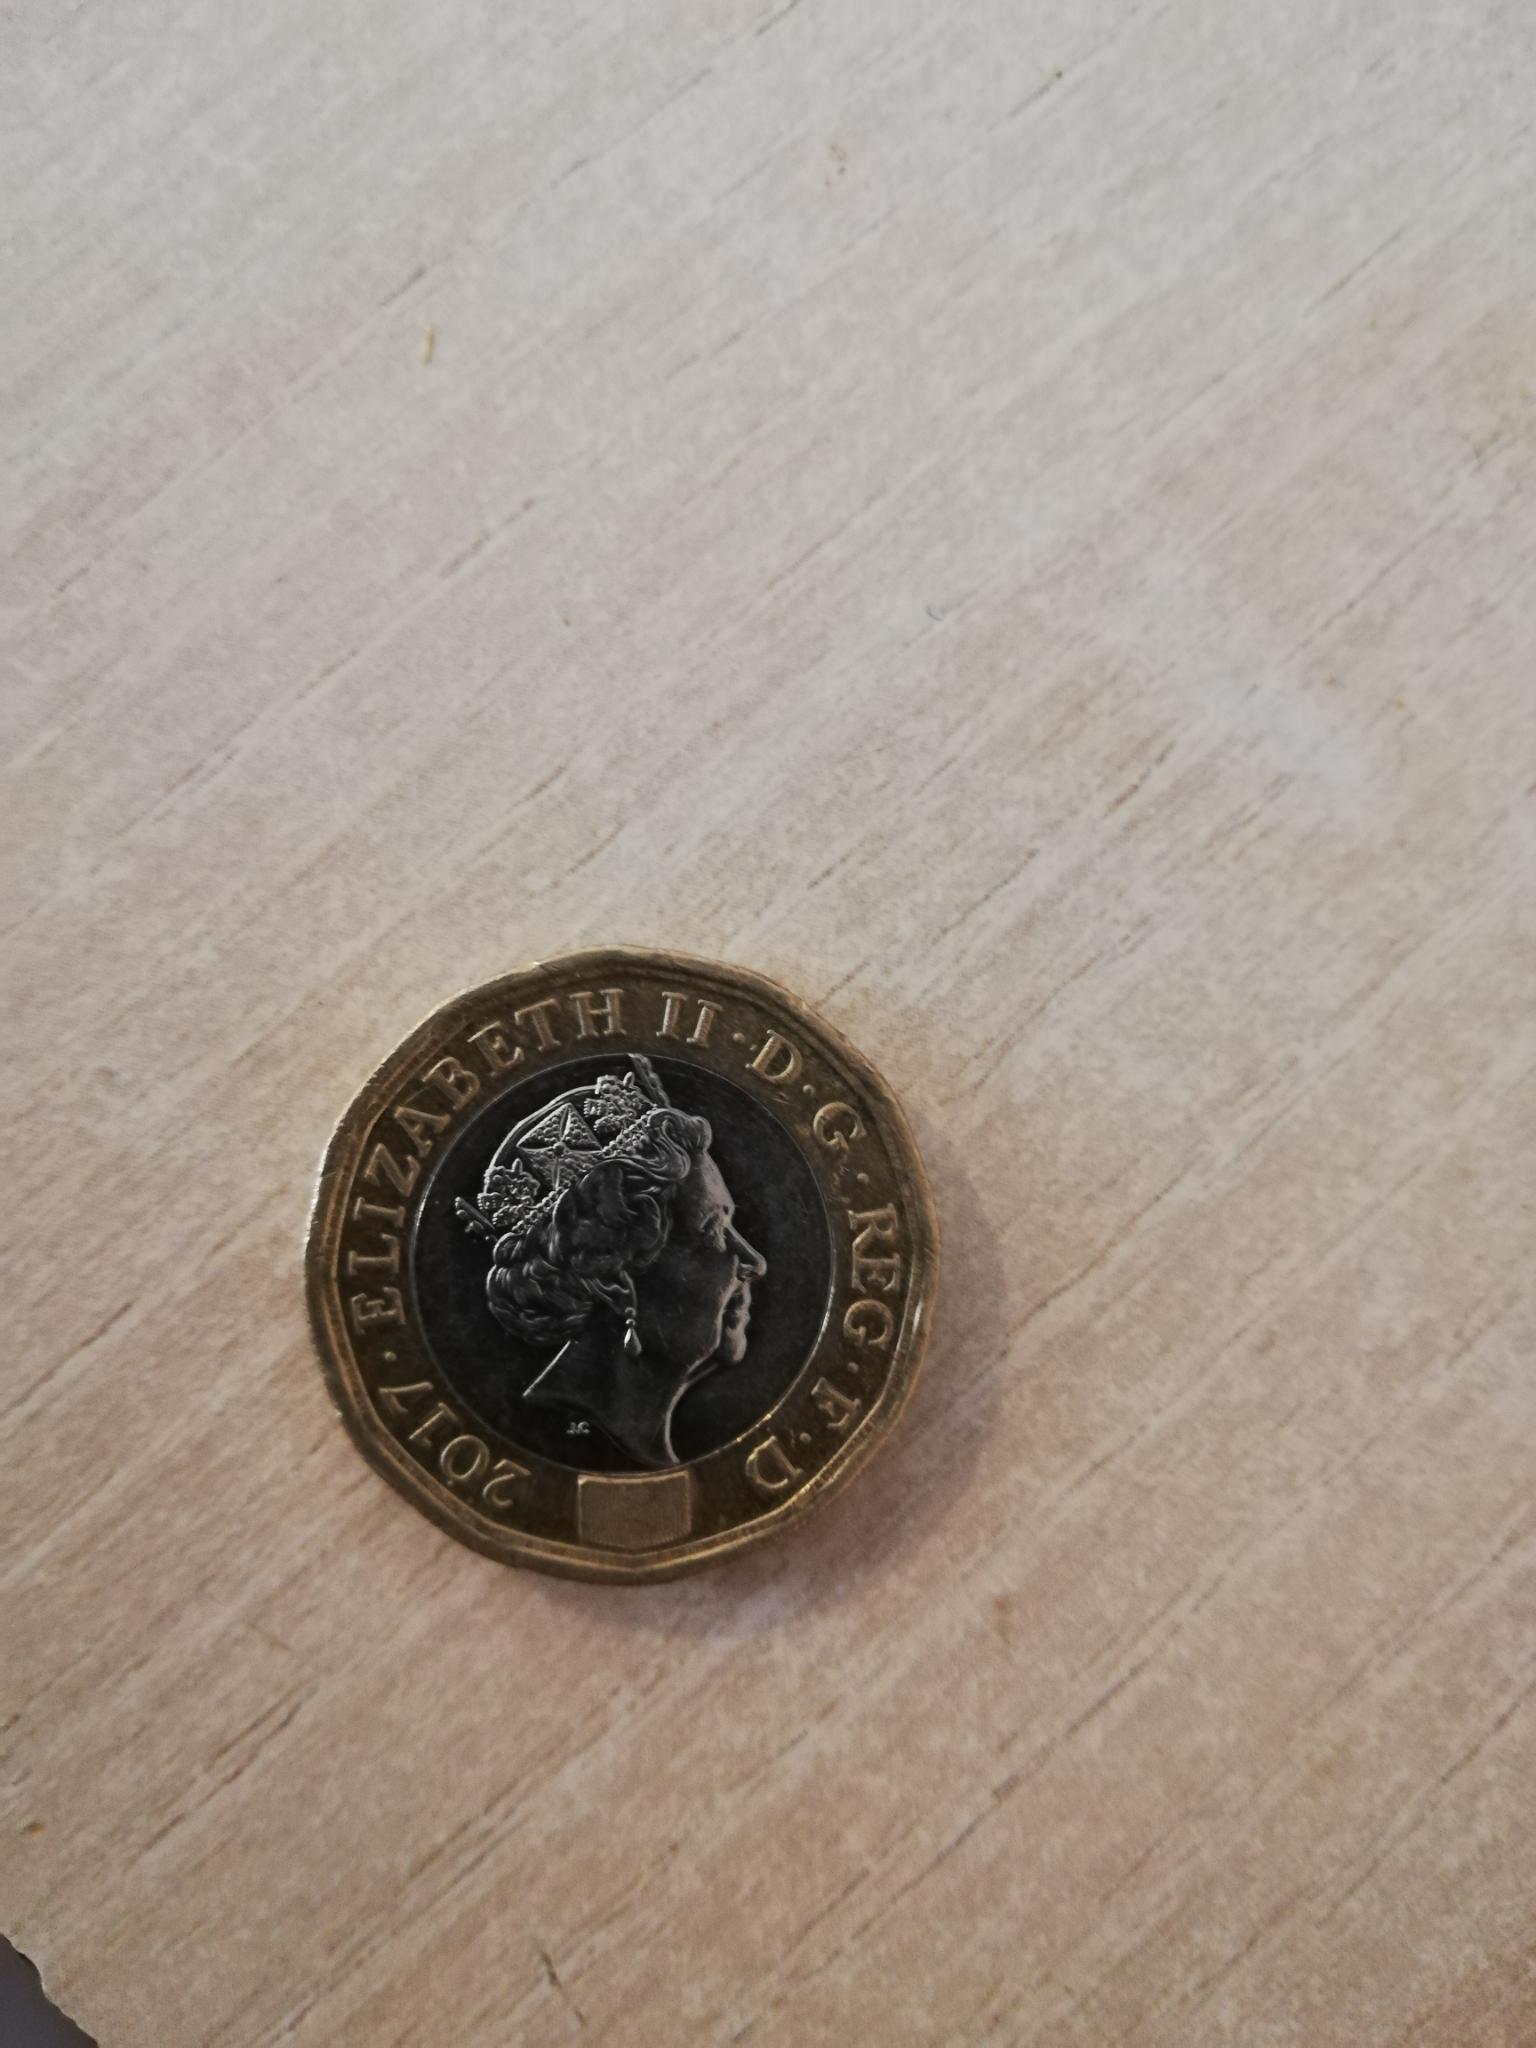 2017 · ELIZABETH II · D · G · REG · F · D
J.C